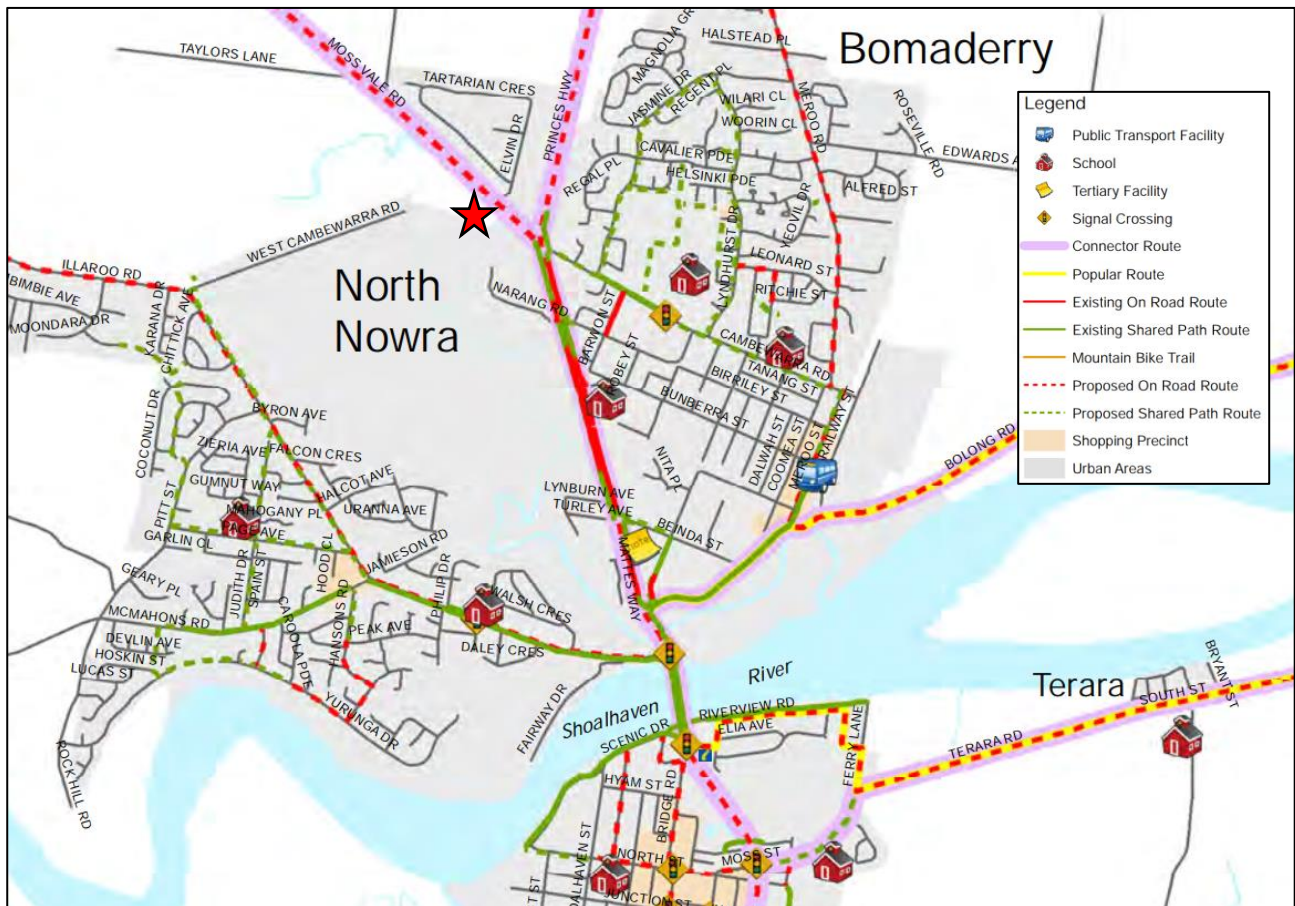 Bomaderry
TAYLORS LANE
MOSS VALE RD
TARTARIAN CRES
ELVIN DR
PRINCES HWY
MAGNOLIA GR
HALSTEAD PL
JASMINE DR
REGENT PL
WILARI CL
WOORIN CL
MEROO RD
ROSEVILLE RD
EDWARDS A
CAVALIER PDE
HELSINKI PDE
REGAL PL
ALFRED ST
YEOVIL DR
LYNDHURST DR
LEONARD ST
RITCHIE ST
Legend
Public Transport Facility
School
Tertiary Facility
Signal Crossing
Connector Route
Popular Route
Existing On Road Route
Existing Shared Path Route
Mountain Bike Trail
Proposed On Road Route
Proposed Shared Path Route
Shopping Precinct
Urban Areas
WEST CAMBEWARRA RD
ILLAROO RD
BIMBIE AVE
MOONDARA DR
KARANA DR
CHITTICK AVE
North
Nowra
NARANG RD
BARWON ST
CAMBEWARRA RD
TANANG ST
BIRRILEY ST
BUNBERRA ST
DALWAH ST
COOMEA ST
MEROO ST
RAILWAY ST
BOLONG RD
NITA PL
COCONUT DR
BYRON AVE
ZIERIA AVE
FALCON CRES
GUMNUT WAY
HALCOT AVE
MAHOGANY PL
URANNA AVE
PITT ST
PAGE AVE
GARLIN CL
LYNBURN AVE
TURLEY AVE
BEINDA ST
MATTES WAY
JAMIESON RD
HOOD CL
GEARY PL
JUDITH DR
SPAIN ST
PHILIP DR
WALSH CRES
MCMAHONS RD
CAROOLA PDE
HANSONS RD
PEAK AVE
DEVLIN AVE
DALEY CRES
HOSKIN ST
LUCAS ST
YURUNGA DR
FAIRWAY DR
ROCK HILL RD
Shoalhaven
River
RIVERVIEW RD
SCENIC DR
ELIA AVE
FERRY LANE
Terara
SOUTH ST
BRYANT ST
TERARA RD
HYAM ST
BRIDGE RD
NORTH ST
MOSS ST
JUNCTION ST